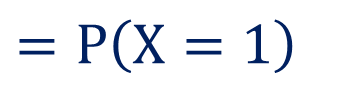 = P(X = 1)